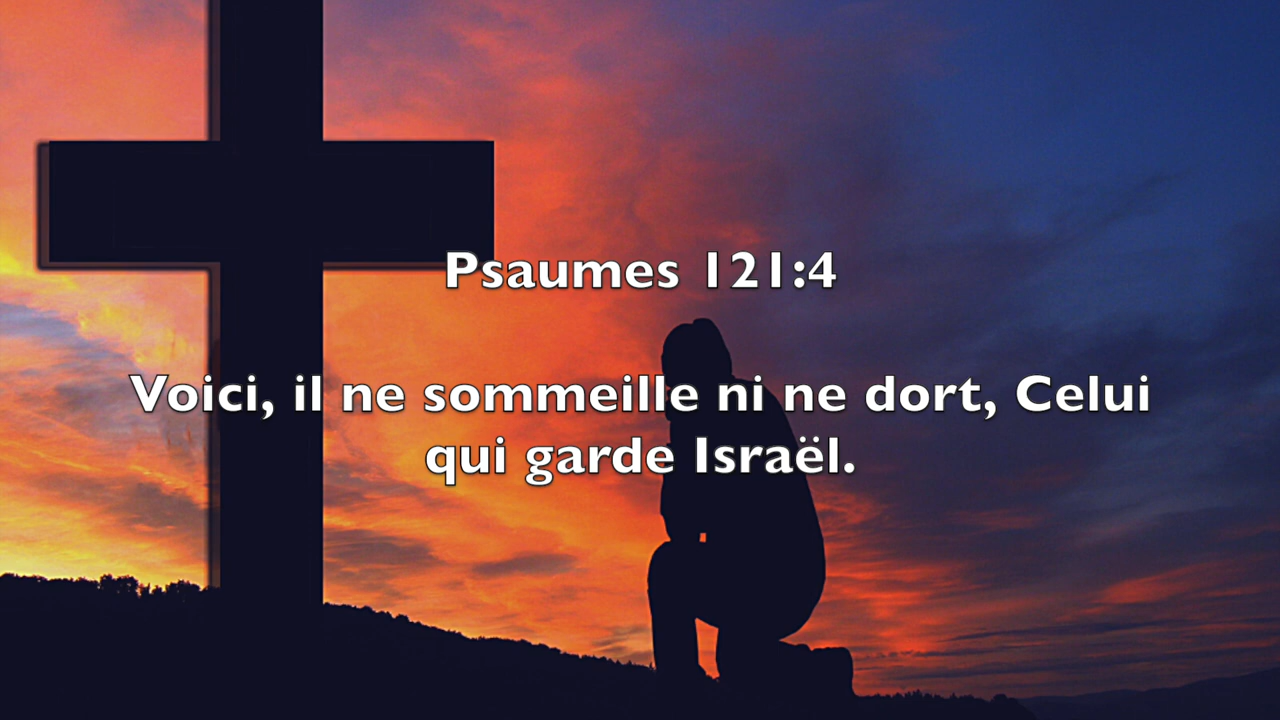 Psaumes 121:4
Voici, il ne sommeille ni ne dort, Celui
qui garde Israël.